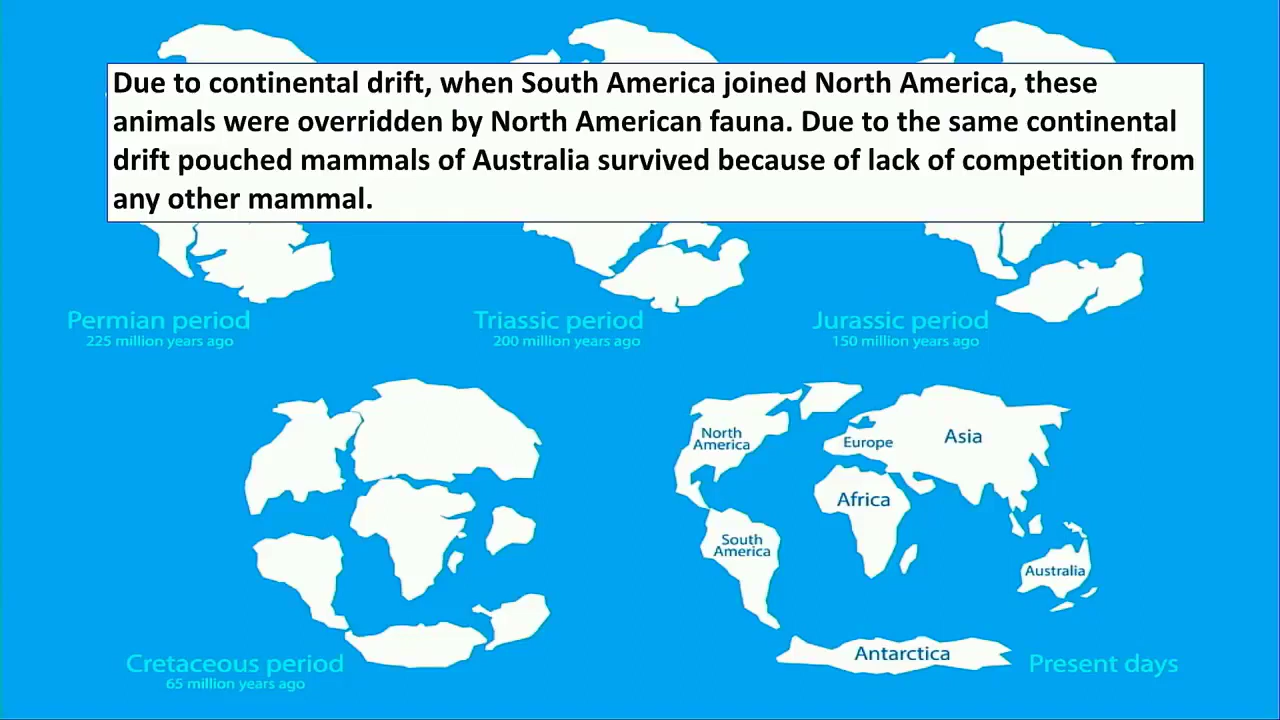 Due to continental drift, when South America joined North America, these
animals were overridden by North American fauna. Due to the same continental
drift pouched mammals of Australia survived because of lack of competition from
any other mammal.
Permian period
225 million years ago
Triassic period
200 million years ago
Jurassic period
150 million years ago
North
America
Europe
Asia
Africa
South
America
Australia
Antarctica
Cretaceous period
65 million years ago
Present days